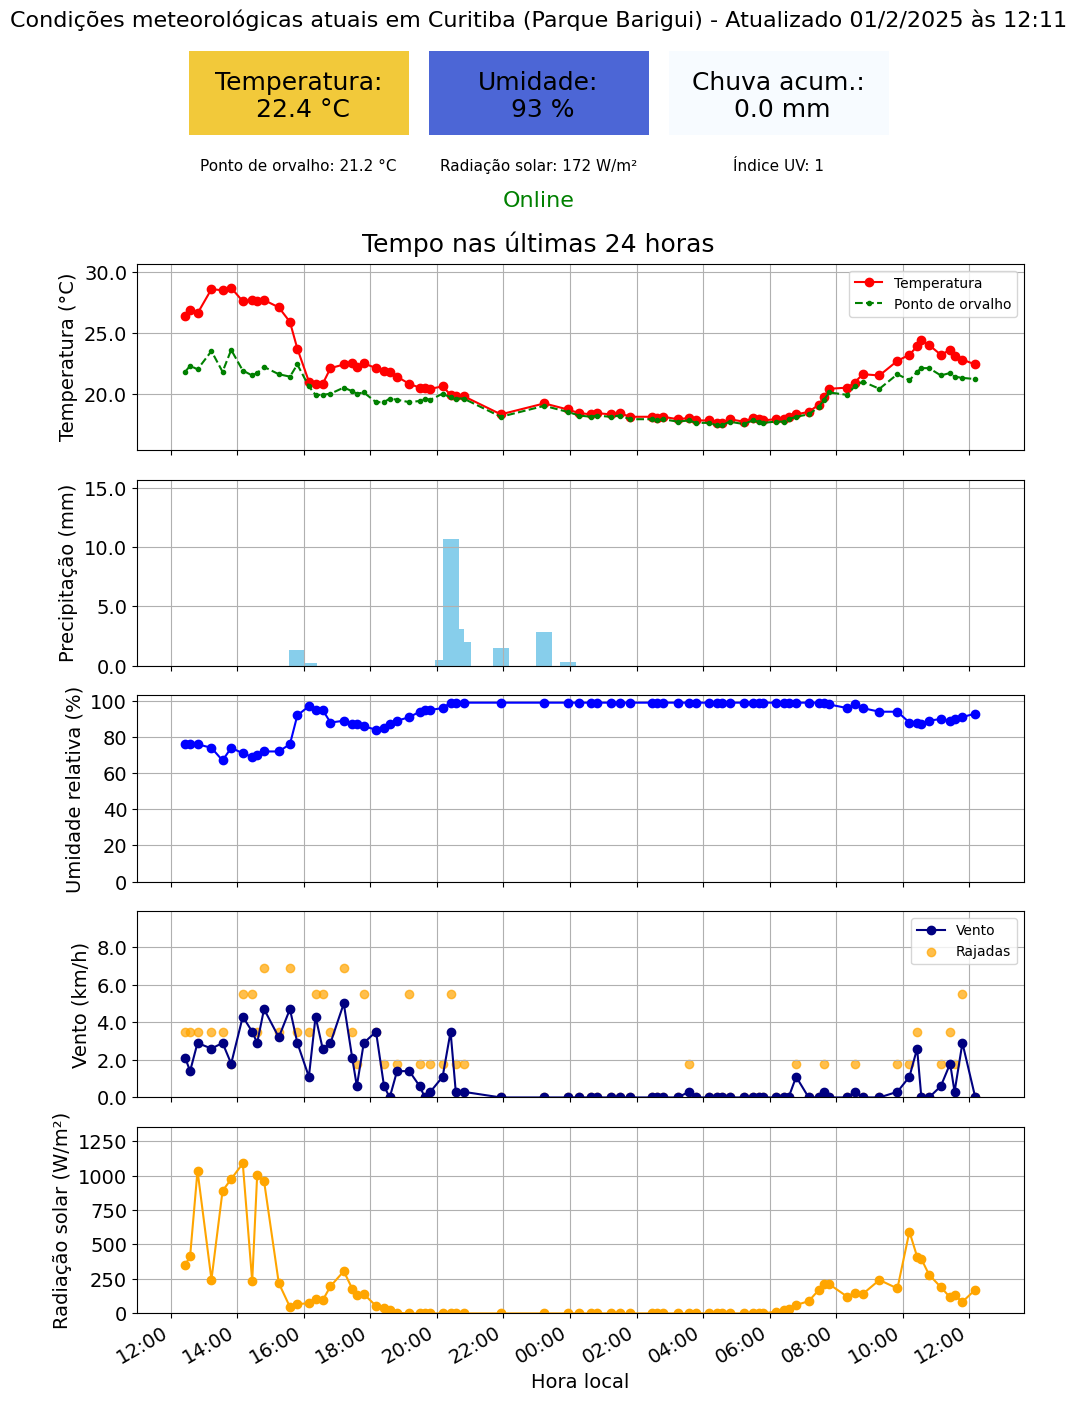 Condições meteorológicas atuais em Curitiba (Parque Barigui) - Atualizado 01/2/2025 às 12:11
Temperatura:
22.4 °C
Umidade:
93 %
Chuva acum.:
0.0 mm
Ponto de orvalho: 21.2 °C
Radiação solar: 172 W/m²
Índice UV: 1
Online
Tempo nas últimas 24 horas
Temperatura (°C)
30.0
25.0
20.0
Temperatura
Ponto de orvalho
Precipitação (mm)
15.0
10.0
5.0
0.0
Umidade relativa (%)
100
80
60
40
20
0
Vento (km/h)
8.0
6.0
4.0
2.0
0.0
Vento
Rajadas
Radiação solar (W/m²)
1250
1000
750
500
250
0
12:00
14:00
16:00
18:00
20:00
22:00
00:00
02:00
04:00
06:00
08:00
10:00
12:00
Hora local